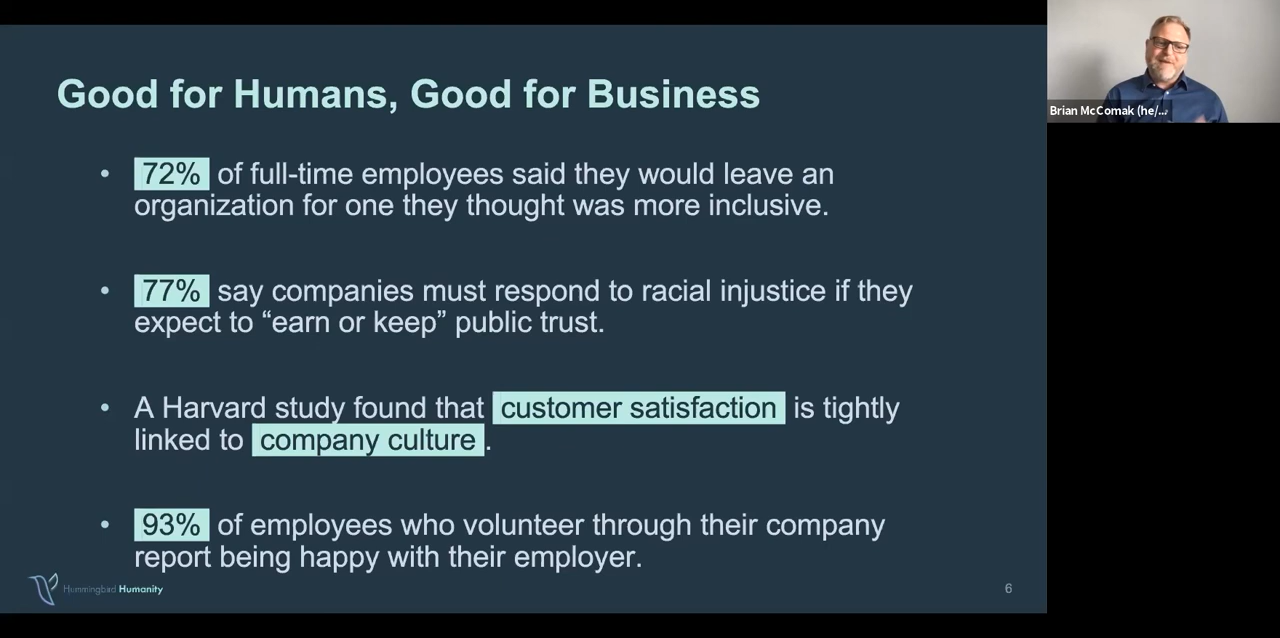 Good for Humans, Good for Business
• 72% of full-time employees said they would leave an
organization for one they thought was more inclusive.
• 77% say companies must respond to racial injustice if they
expect to “earn or keep” public trust.
• A Harvard study found that customer satisfaction is tightly
linked to company culture.
• 93% of employees who volunteer through their company
report being happy with their employer.
Hummingbird Humanity
6
Brian McComak (he/...